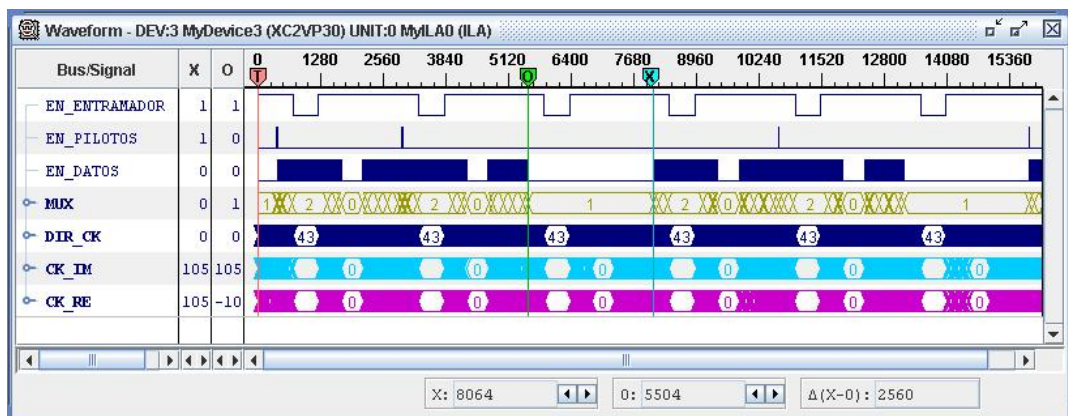 Waveform - DEV:3 MyDevice3 (XC2VP30) UNIT:0 MyILA0 (ILA)
Bus/Signal X O 0 1280 2560 3840 5120 6400 7680 8960 10240 11520 12800 14080 15360
T O X
EN_ENTRAMADOR 1 1
EN_PILOTOS 1 0
EN_DATOS 0 0
MUX 0 1 1 2 0 2 0 1 2 0 2 0 1
DIR_CK 0 0 43 43 43 43 43 43
CK_IM 105 105 0 0 0 0 0 0
CK_RE 105 -10 0 0 0 0 0 0
X: 8064 O: 5504 Δ(X-O): 2560